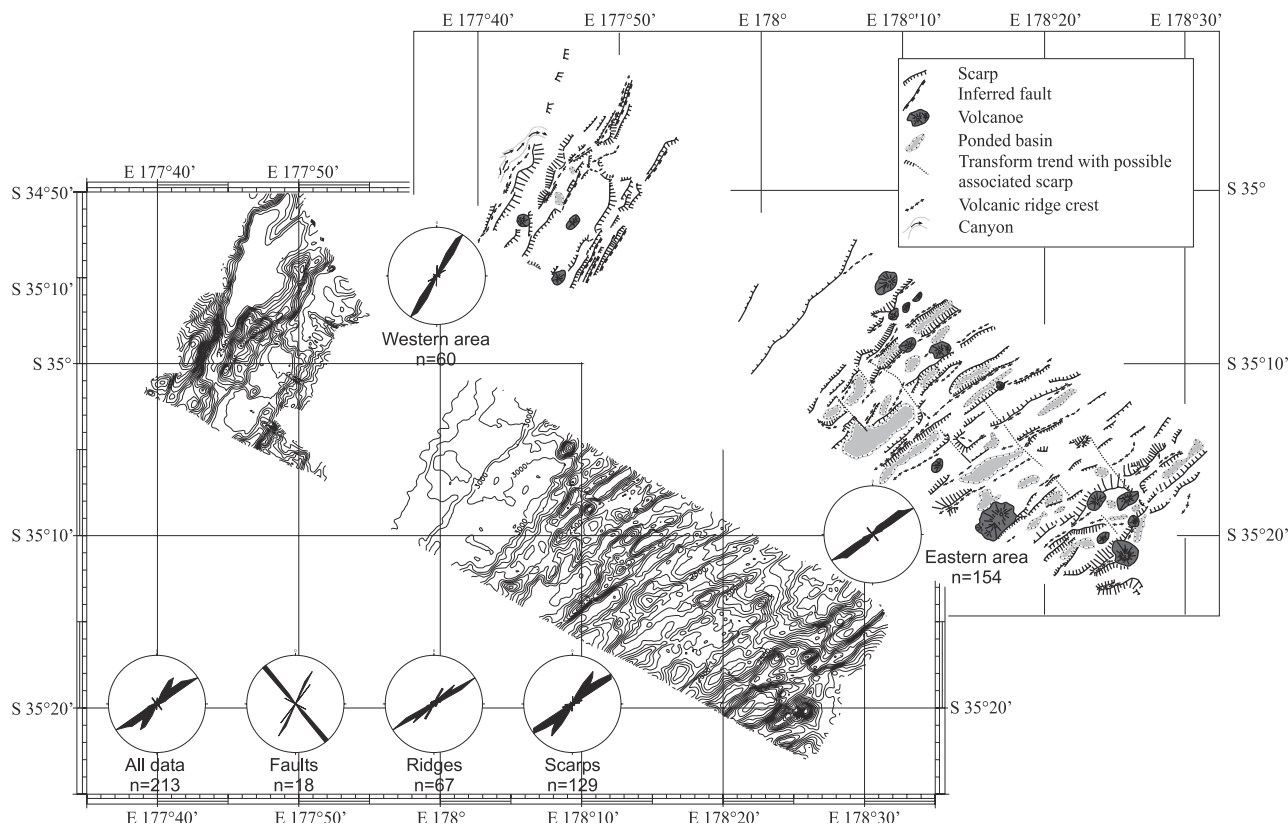 E 177°40’ E 177°50’ E 178° E 178°10’ E 178°20’ E 178°30’
Scarp
Inferred fault
Volcanoe
Ponded basin
Transform trend with possible
associated scarp
Volcanic ridge crest
Canyon
E 177°40’ E 177°50’
S 34°50’
S 35°
S 35°10’
Western area
n=60
S 35°
S 35°10’
3000
3000
3000
S 35°10’
S 35°20’
Eastern area
n=154
S 35°20’
S 35°20’
All data
n=213
Faults
n=18
Ridges
n=67
Scarps
n=129
E 177°40’ E 177°50’ E 178° E 178°10’ E 178°20’ E 178°30’